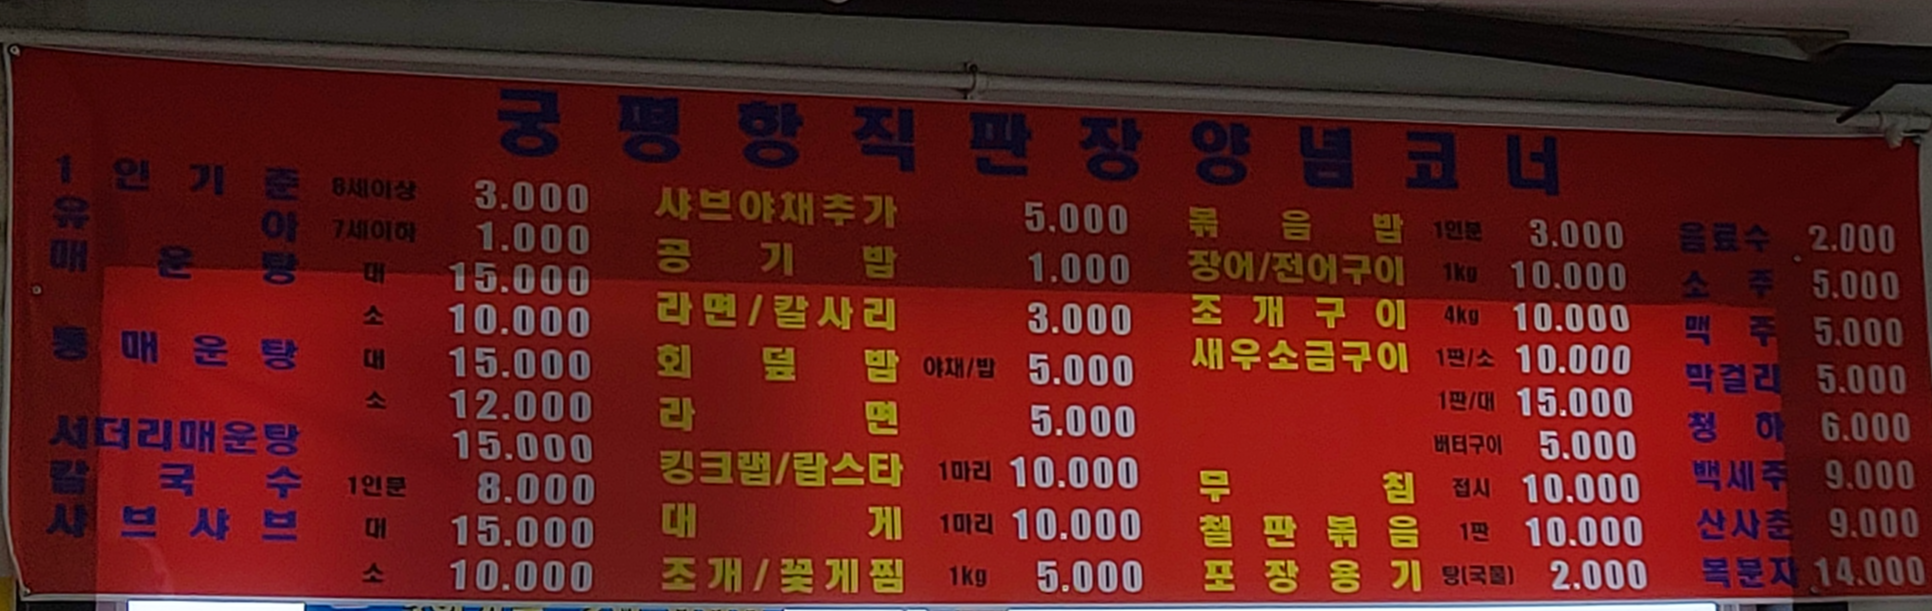 궁평항직판장양념코너
1인기준 8세이상 3.000
유아 7세이하 1.000
매운탕 대 15.000
소 10.000
통매운탕 대 15.000
소 12.000
서더리매운탕 15.000
칼국수 1인분 8.000
샤브샤브 대 15.000
소 10.000
샤브야채추가 5.000
공기밥 1.000
라면/칼사리 3.000
회덮밥 야채/밥 5.000
라면 5.000
킹크랩/랍스타 1마리 10.000
대게 1마리 10.000
조개/꽃게찜 1kg 5.000
볶음밥 1인분 3.000
장어/전어구이 1kg 10.000
조개구이 4kg 10.000
새우소금구이 1판/소 10.000
1판/대 15.000
버터구이 5.000
무침 접시 10.000
철판볶음 1판 10.000
포장용기 탕(국물) 2.000
음료수 2.000
소주 5.000
맥주 5.000
막걸리 5.000
청하 6.000
백세주 9.000
산사춘 9.000
복분자 14.000